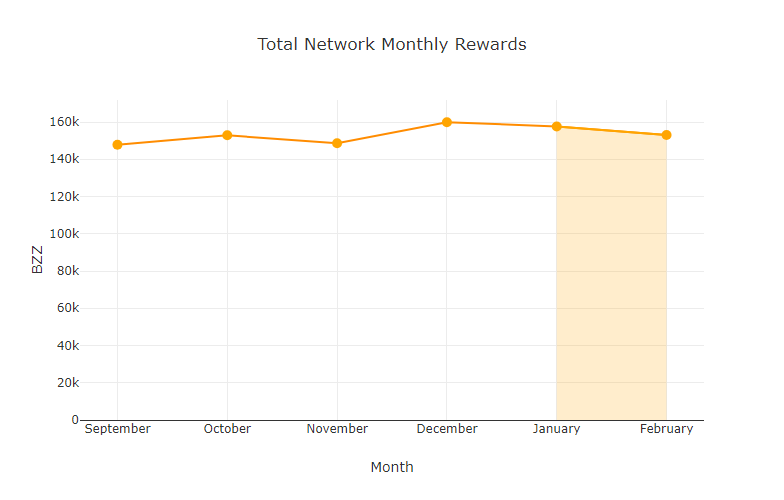 Total Network Monthly Rewards
160k
140k
120k
100k
80k
60k
40k
20k
0
BZZ
September October November December January February
Month